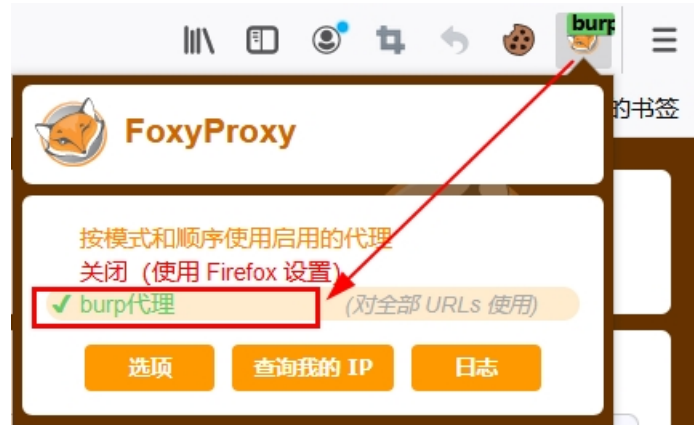 burp
的书签
FoxyProxy
按模式和顺序使用启用的代理
关闭（使用 Firefox 设置）
✔ burp代理 (对全部 URLs 使用)
选项 查询我的 IP 日志